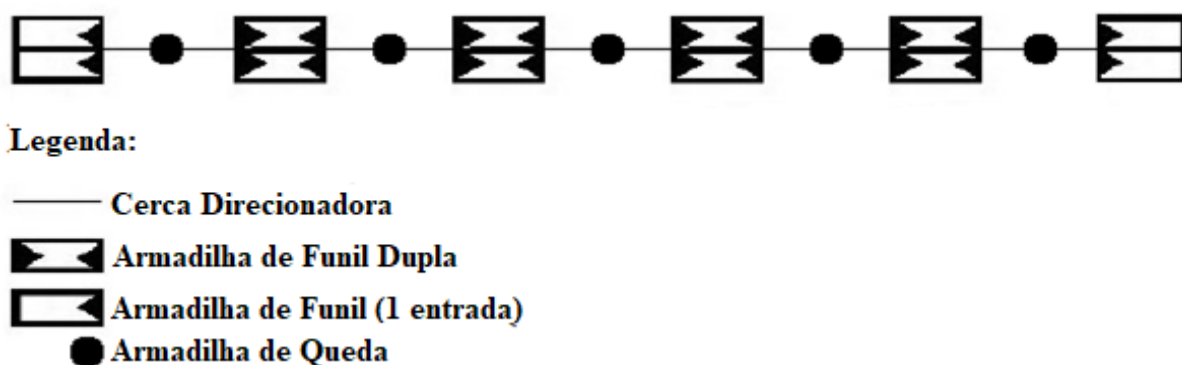 Legenda:
Cerca Direcionadora
Armadilha de Funil Dupla
Armadilha de Funil (1 entrada)
Armadilha de Queda